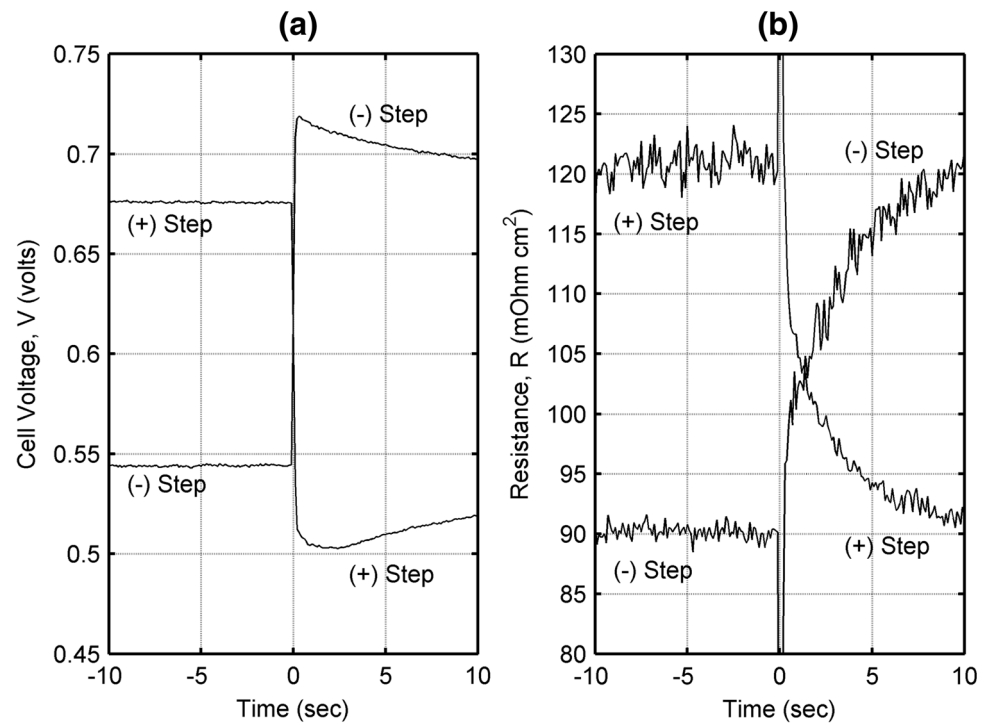 (a)
0.75
0.7
0.65
0.6
0.55
0.5
0.45
Cell Voltage, V (volts)
(-) Step
(+) Step
(-) Step
(+) Step
-10 -5 0 5 10
Time (sec)
(b)
130
125
120
115
110
105
100
95
90
85
80
Resistance, R (mOhm cm²)
(-) Step
(+) Step
(+) Step
(-) Step
-10 -5 0 5 10
Time (sec)